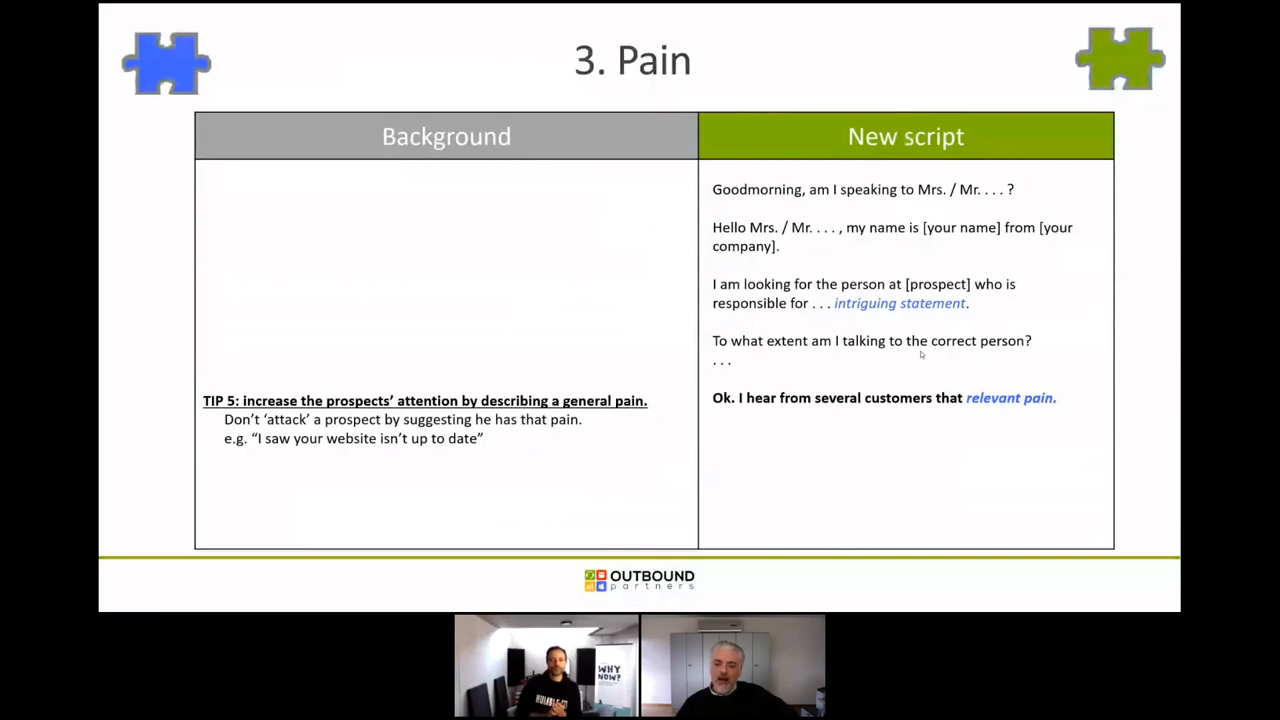 3. Pain
Background
New script
Goodmorning, am I speaking to Mrs. / Mr. . . . ?
Hello Mrs. / Mr. . . . , my name is [your name] from [your
company].
I am looking for the person at [prospect] who is
responsible for . . . intriguing statement.
To what extent am I talking to the correct person?
. . .
TIP 5: increase the prospects’ attention by describing a general pain.
Don’t ‘attack’ a prospect by suggesting he has that pain.
e.g. “I saw your website isn’t up to date”
Ok. I hear from several customers that relevant pain.
OUTBOUND
partners
WHY
NOW?